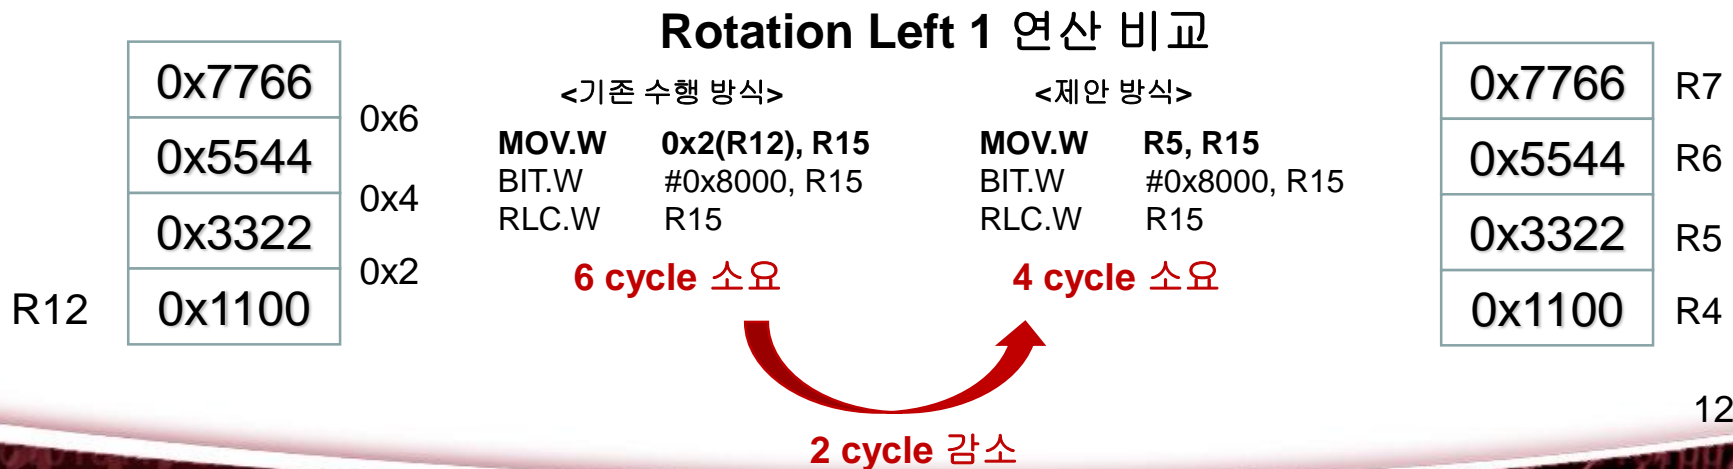 Rotation Left 1 연산 비교
0x7766
0x5544
0x3322
0x1100
0x6
0x4
0x2
R12
<기존 수행 방식>
MOV.W 0x2(R12), R15
BIT.W #0x8000, R15
RLC.W R15
6 cycle 소요
<제안 방식>
MOV.W R5, R15
BIT.W #0x8000, R15
RLC.W R15
4 cycle 소요
2 cycle 감소
0x7766 R7
0x5544 R6
0x3322 R5
0x1100 R4
12